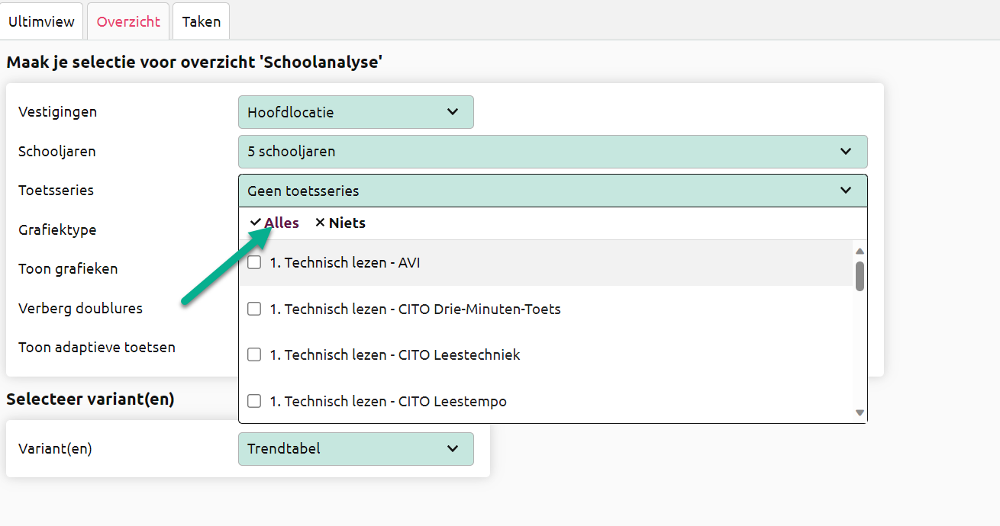 Ultimview Overzicht Taken
Maak je selectie voor overzicht 'Schoolanalyse'
Vestigingen Hoofdlocatie
Schooljaren 5 schooljaren
Toetsseries Geen toetsseries
Alles Niets
Grafiektype
1. Technisch lezen - AVI
Toon grafieken
1. Technisch lezen - CITO Drie-Minuten-Toets
Verberg doublures
1. Technisch lezen - CITO Leestechniek
Toon adaptieve toetsen
1. Technisch lezen - CITO Leestempo
Selecteer variant(en)
Variant(en) Trendtabel